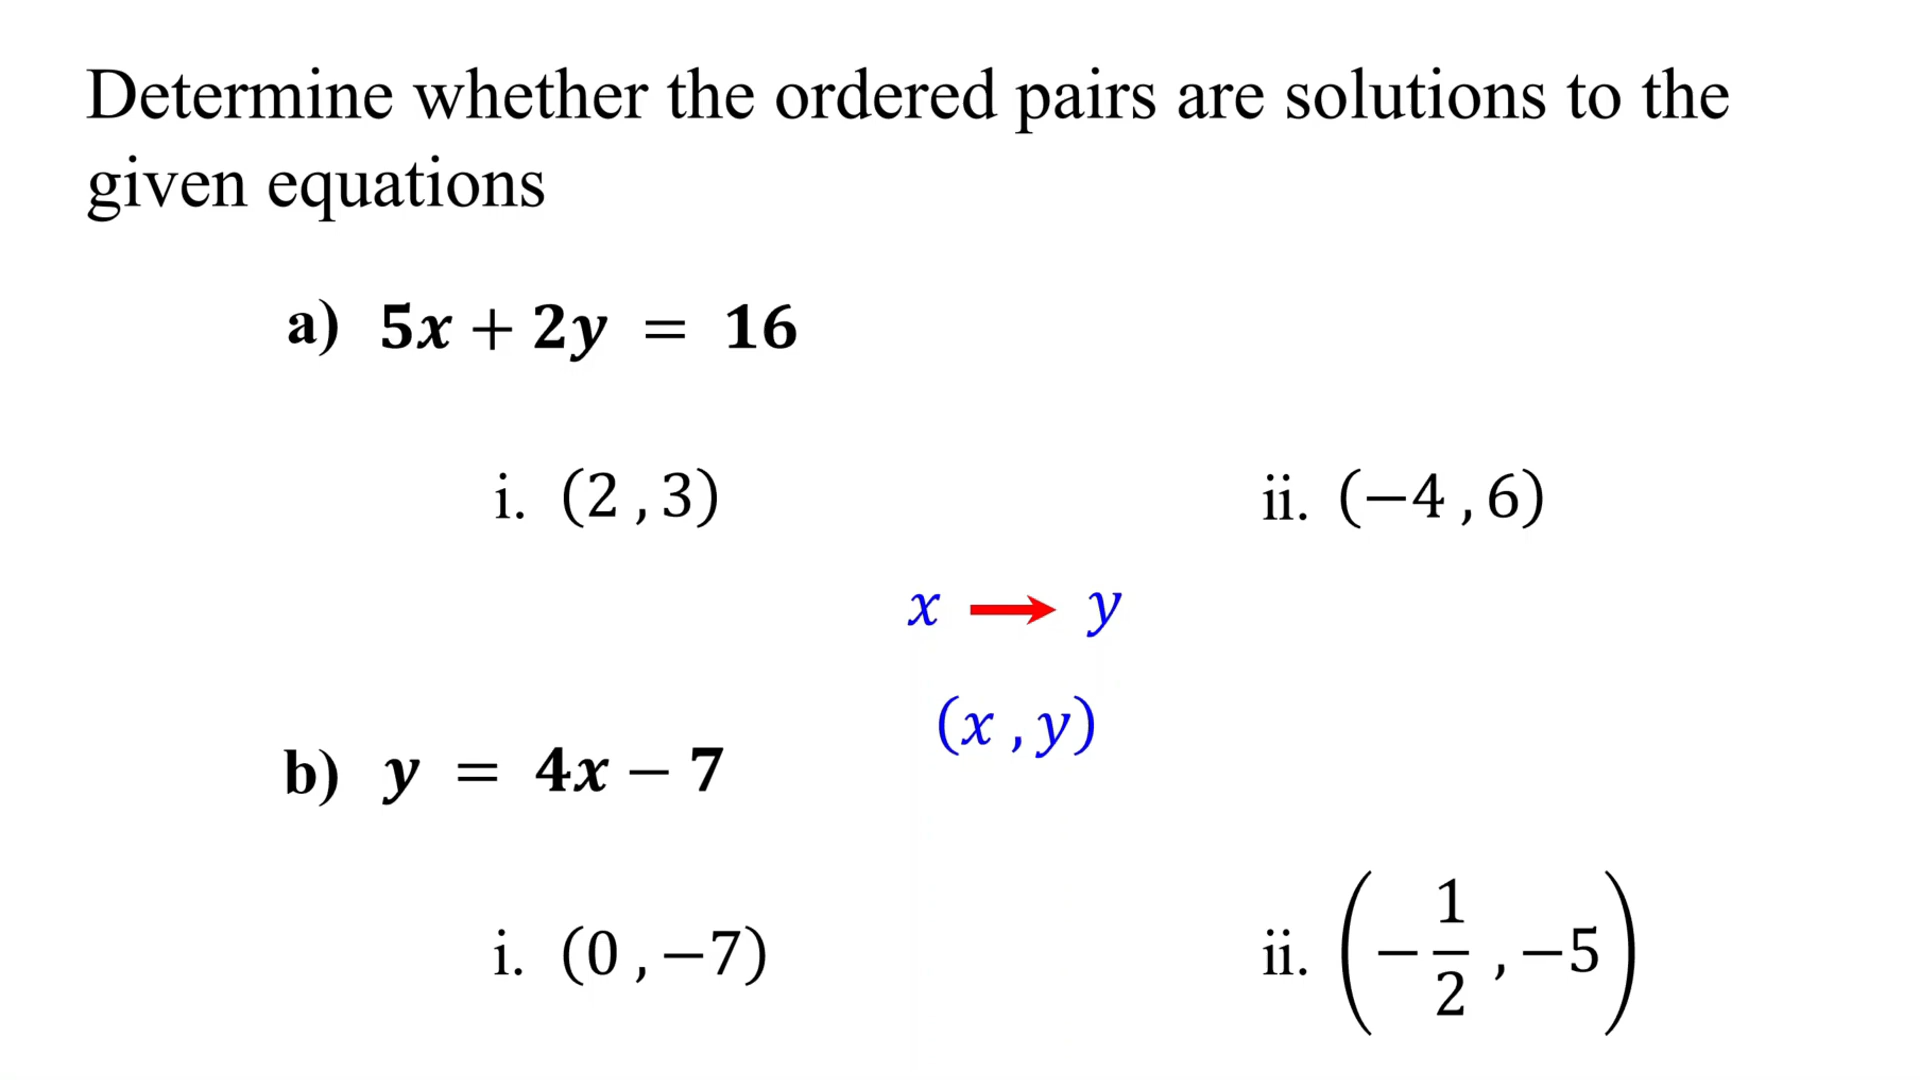 Determine whether the ordered pairs are solutions to the
given equations
a) 5x + 2y = 16
i. (2 , 3)
ii. (−4 , 6)
x → y
(x , y)
b) y = 4x − 7
i. (0 , −7)
ii. (−1/2 , −5)